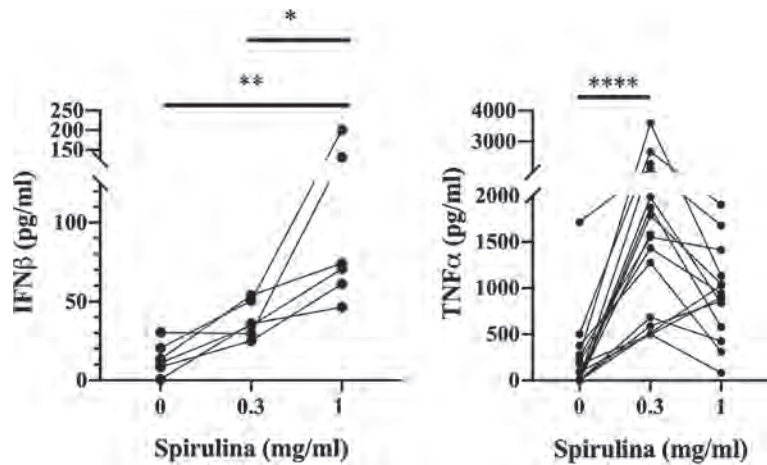 *
**
250
200
150
100
50
0
IFNβ (pg/ml)
0 0.3 1
Spirulina (mg/ml)
****
4000
3000
2000
1500
1000
500
0
TNFα (pg/ml)
0 0.3 1
Spirulina (mg/ml)